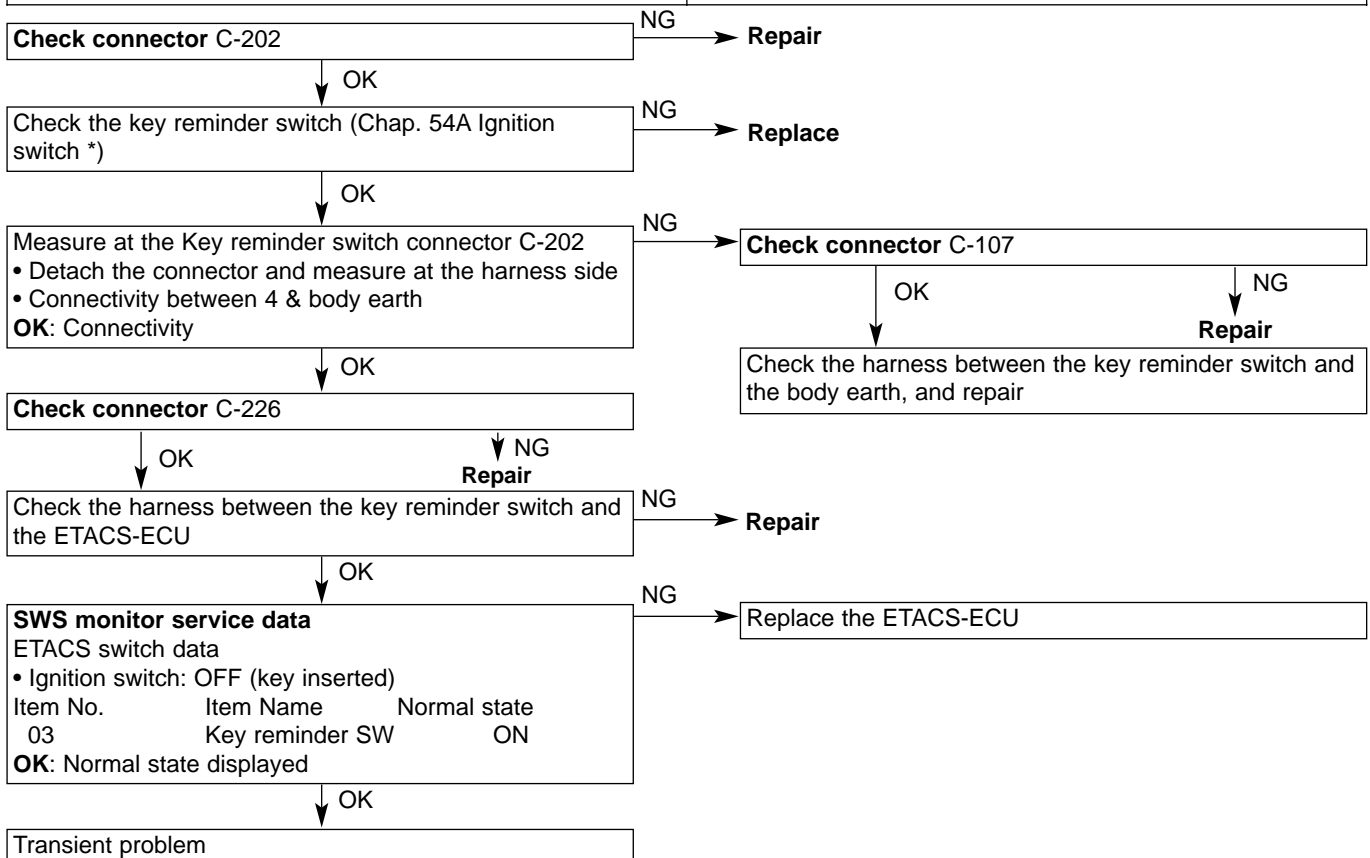 Check connector C-202
NG
Repair
OK
Check the key reminder switch (Chap. 54A Ignition
switch *)
NG
Replace
OK
Measure at the Key reminder switch connector C-202
• Detach the connector and measure at the harness side
• Connectivity between 4 & body earth
OK: Connectivity
NG
Check connector C-107
OK
NG
Repair
Check the harness between the key reminder switch and
the body earth, and repair
OK
Check connector C-226
OK
NG
Repair
Check the harness between the key reminder switch and
the ETACS-ECU
NG
Repair
OK
SWS monitor service data
ETACS switch data
• Ignition switch: OFF (key inserted)
Item No. Item Name Normal state
03 Key reminder SW ON
OK: Normal state displayed
NG
Replace the ETACS-ECU
OK
Transient problem